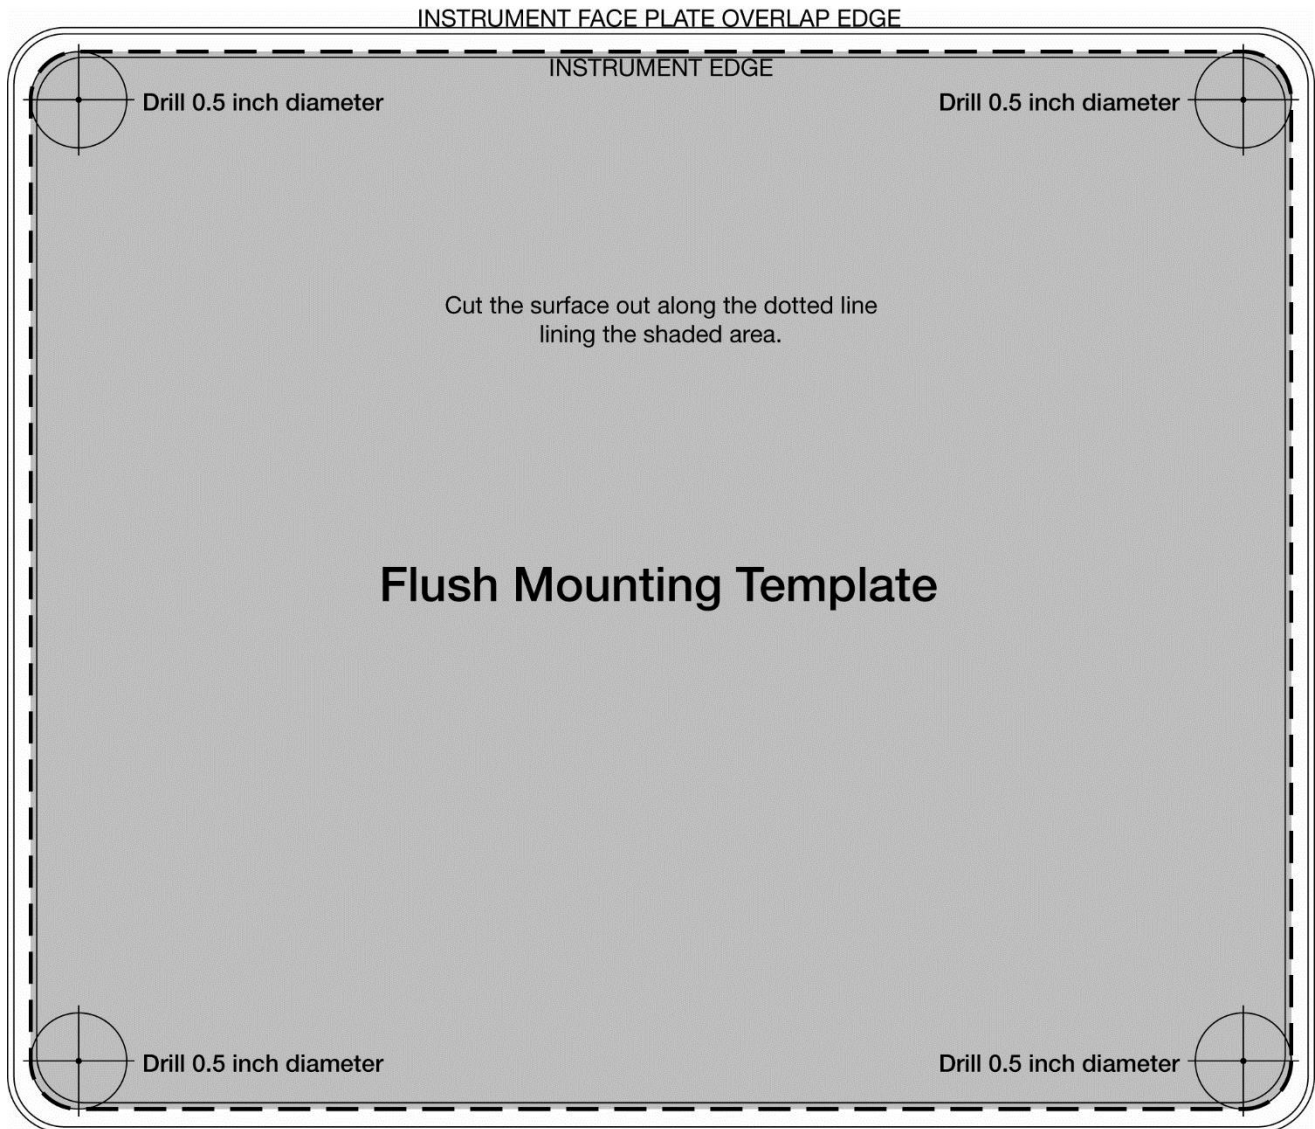 INSTRUMENT FACE PLATE OVERLAP EDGE
INSTRUMENT EDGE
Drill 0.5 inch diameter
Drill 0.5 inch diameter
Cut the surface out along the dotted line
lining the shaded area.
Flush Mounting Template
Drill 0.5 inch diameter
Drill 0.5 inch diameter